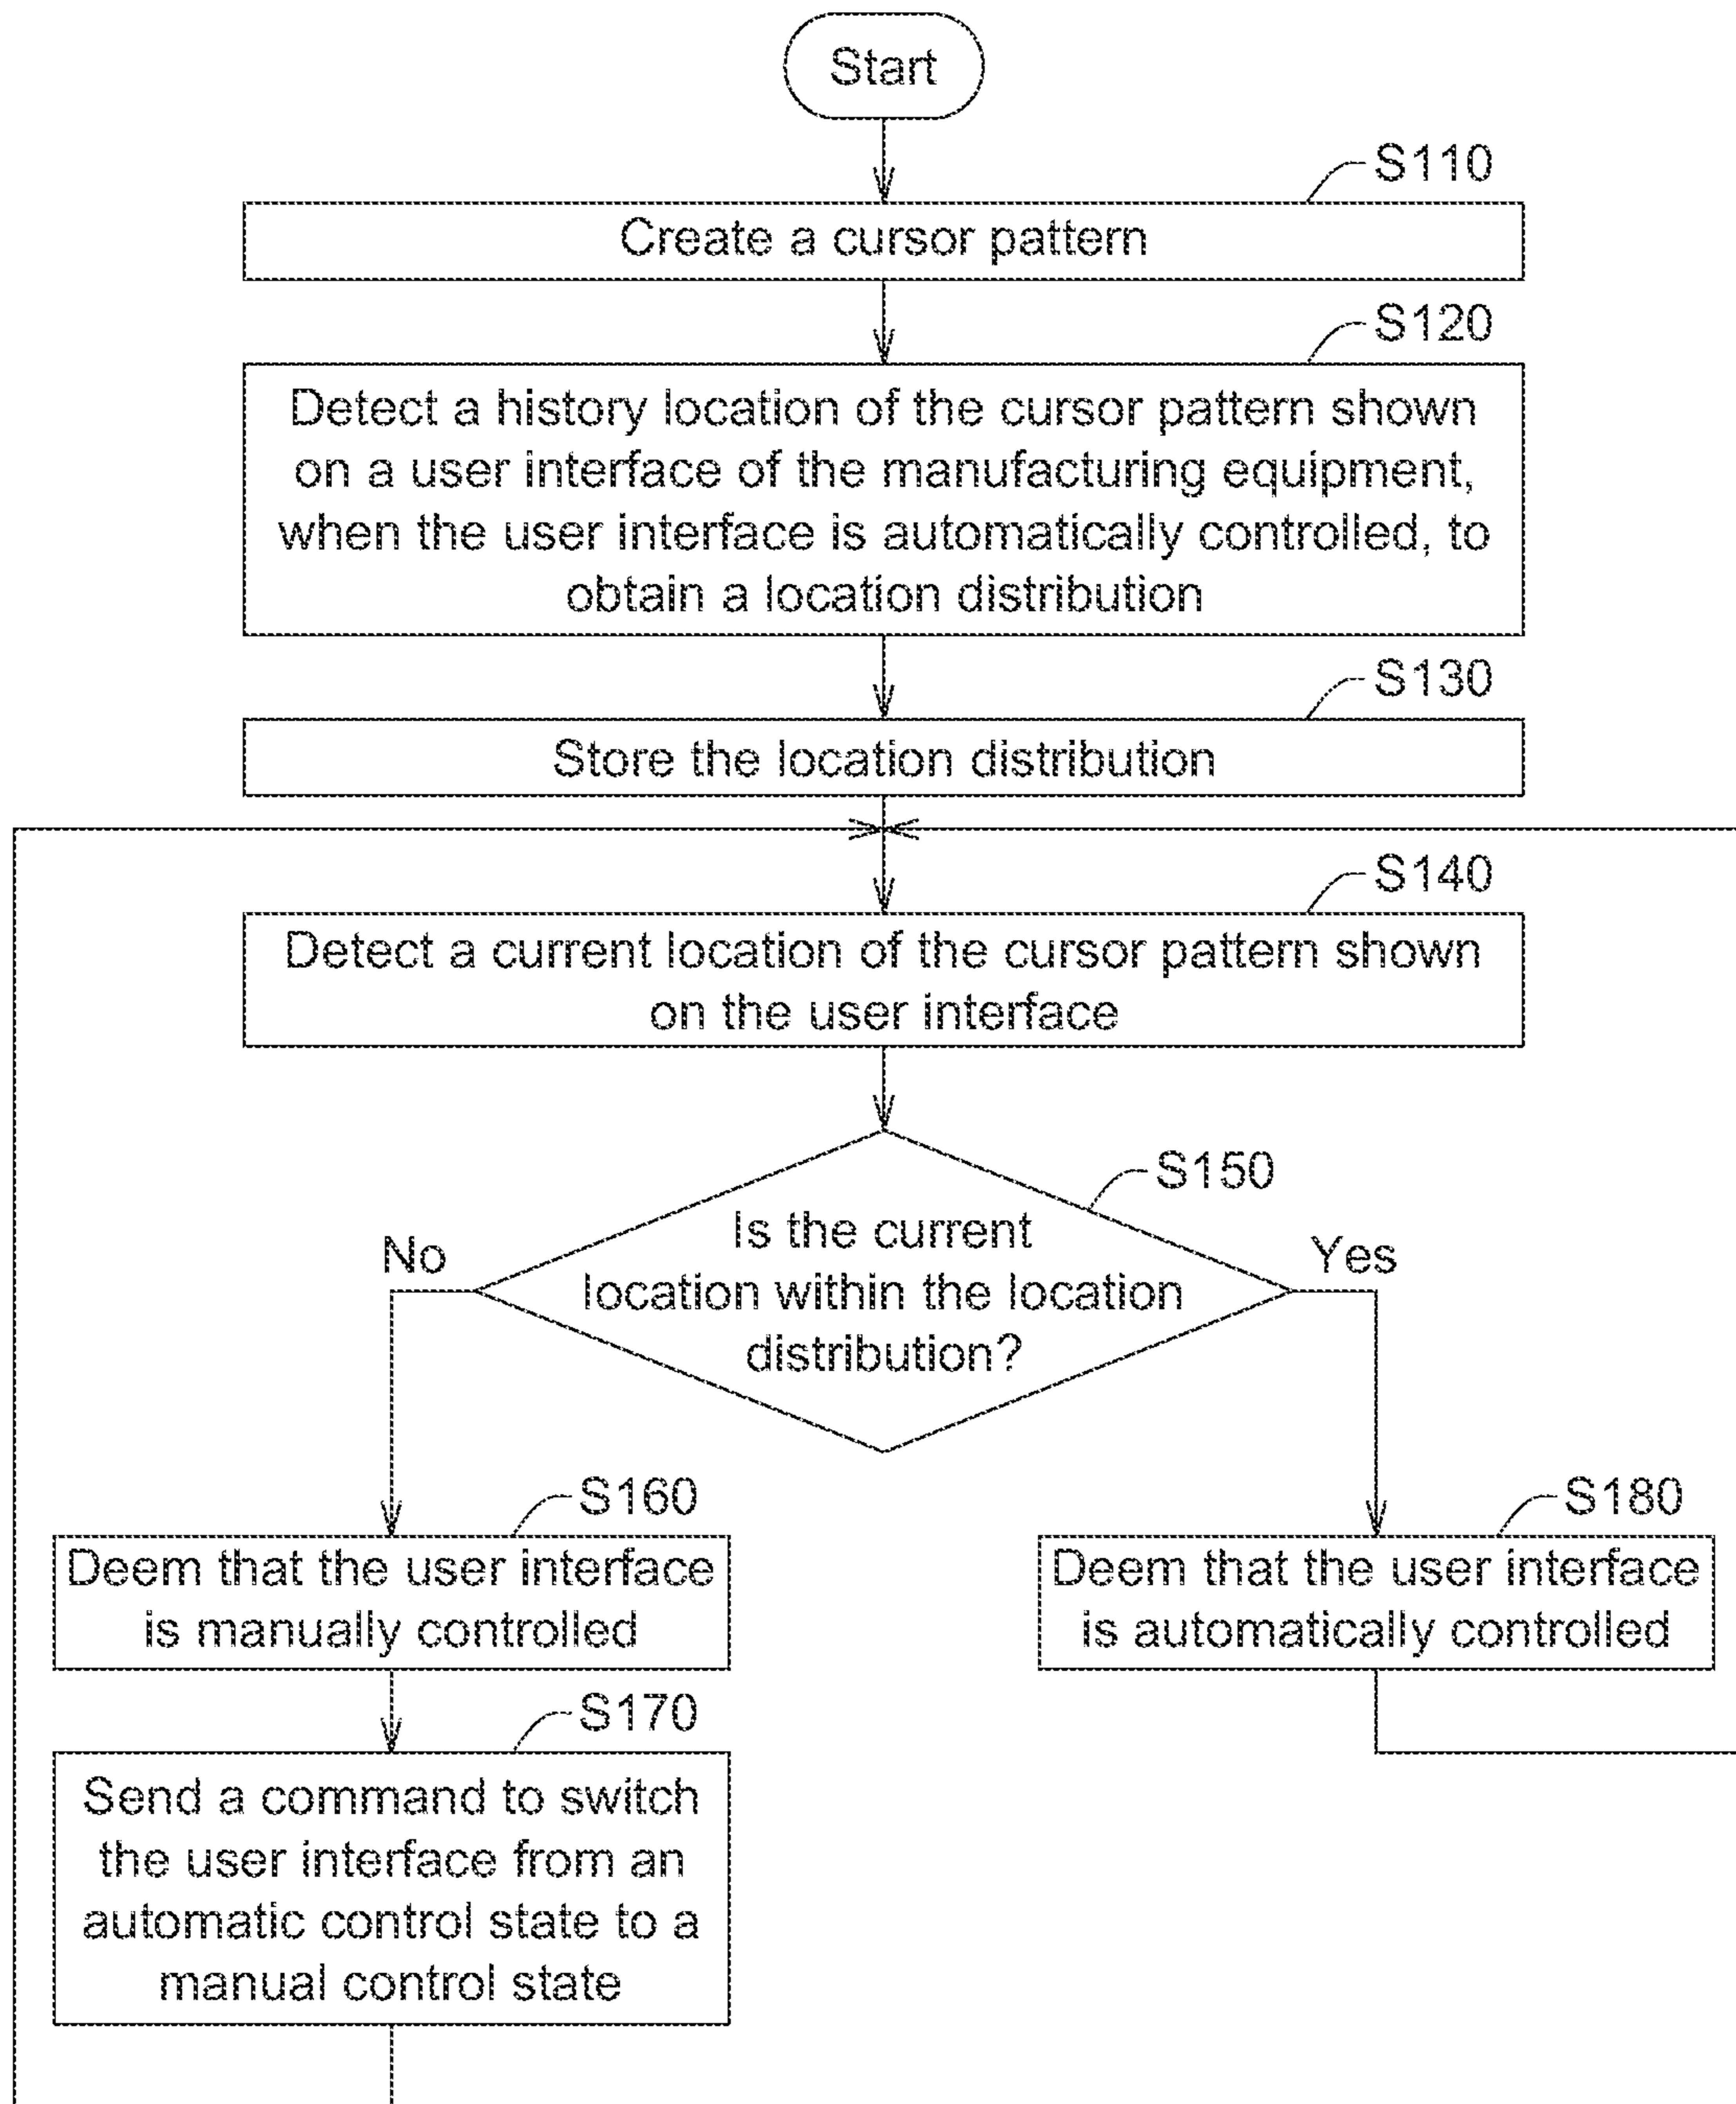 Start
S110
Create a cursor pattern
S120
Detect a history location of the cursor pattern shown
on a user interface of the manufacturing equipment,
when the user interface is automatically controlled, to
obtain a location distribution
S130
Store the location distribution
S140
Detect a current location of the cursor pattern shown
on the user interface
S150
Is the current
location within the location
distribution?
No
Yes
S160
Deem that the user interface
is manually controlled
S180
Deem that the user interface
is automatically controlled
S170
Send a command to switch
the user interface from an
automatic control state to a
manual control state